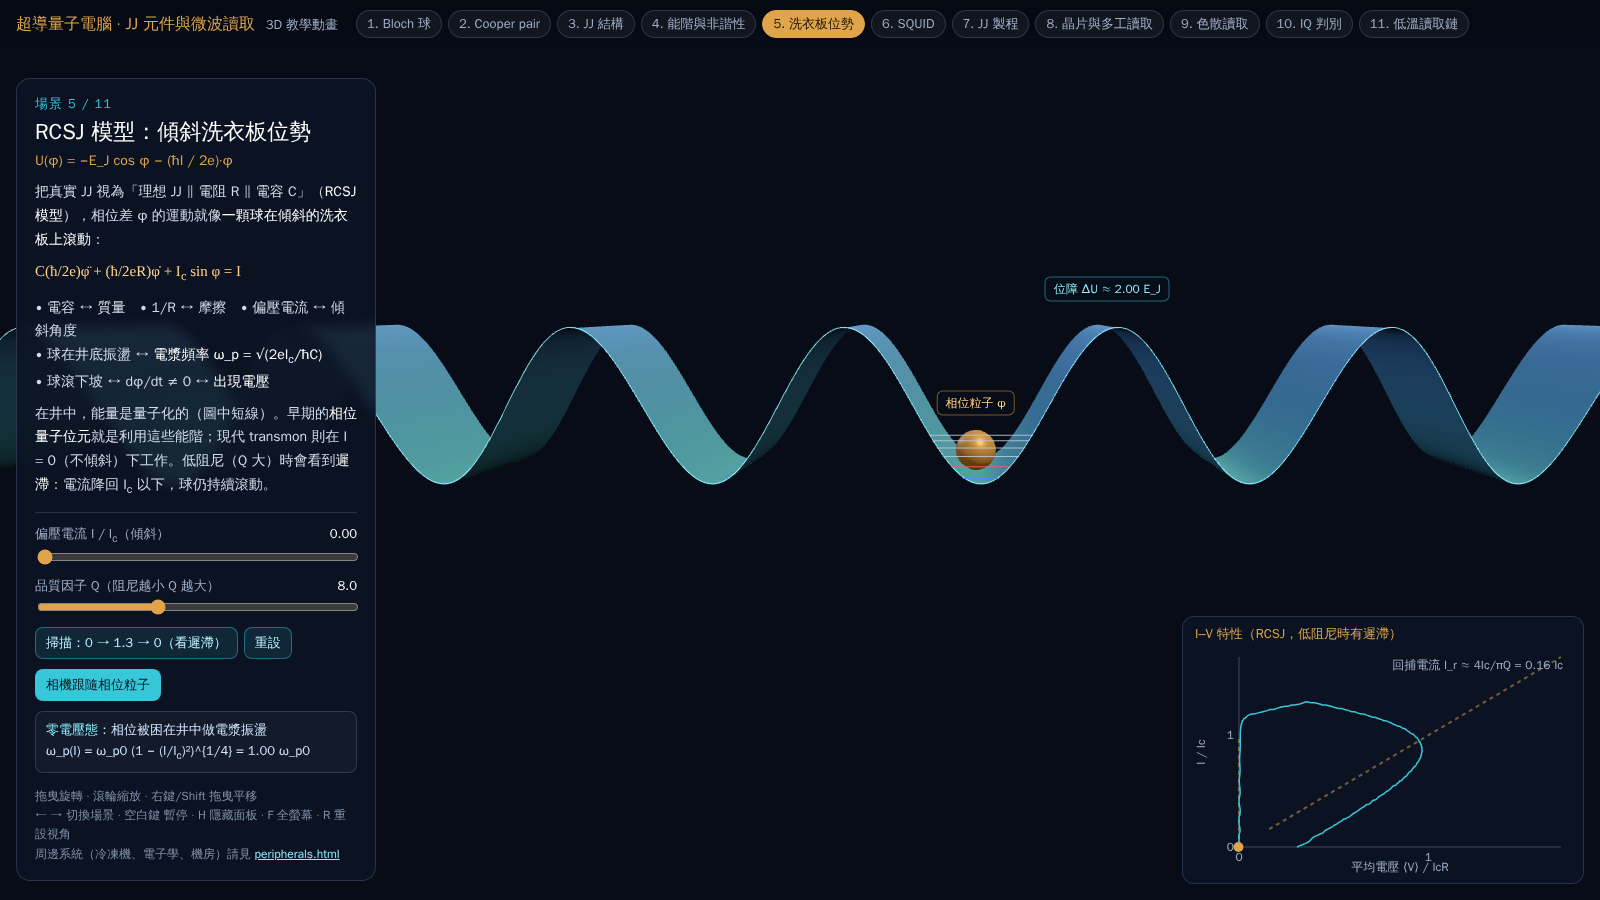 超導量子電腦 · JJ 元件與微波讀取 3D 教學動畫 1. Bloch 球 2. Cooper pair 3. JJ 結構 4. 能階與非諧性 5. 洗衣板位勢 6. SQUID 7. JJ 製程 8. 晶片與多工讀取 9. 色散讀取 10. IQ 判別 11. 低溫讀取鏈
場景 5 / 11
RCSJ 模型：傾斜洗衣板位勢
U(φ) = −E_J cos φ − (ħI / 2e)·φ
把真實 JJ 視為「理想 JJ ∥ 電阻 R ∥ 電容 C」（RCSJ
模型），相位差 φ 的運動就像一顆球在傾斜的洗衣
板上滾動：
C(ħ/2e)φ̈ + (ħ/2eR)φ̇ + I_c sin φ = I
• 電容 ↔ 質量 • 1/R ↔ 摩擦 • 偏壓電流 ↔ 傾
斜角度
• 球在井底振盪 ↔ 電漿頻率 ω_p = √(2eI_c/ħC)
• 球滾下坡 ↔ dφ/dt ≠ 0 ↔ 出現電壓
在井中，能量是量子化的（圖中短線）。早期的相位
量子位元就是利用這些能階；現代 transmon 則在 I
= 0（不傾斜）下工作。低阻尼（Q 大）時會看到遲
滯：電流降回 I_c 以下，球仍持續滾動。
偏壓電流 I / I_c（傾斜） 0.00
品質因子 Q（阻尼越小 Q 越大） 8.0
掃描：0 → 1.3 → 0（看遲滯） 重設
相機跟隨相位粒子
零電壓態：相位被困在井中做電漿振盪
ω_p(I) = ω_p0 (1 − (I/I_c)²)^{1/4} = 1.00 ω_p0
拖曳旋轉 · 滾輪縮放 · 右鍵/Shift 拖曳平移
← → 切換場景 · 空白鍵 暫停 · H 隱藏面板 · F 全螢幕 · R 重
設視角
周邊系統（冷凍機、電子學、機房）請見 peripherals.html
位障 ΔU ≈ 2.00 E_J
相位粒子 φ
I–V 特性（RCSJ，低阻尼時有遲滯）
回捕電流 I_r ≈ 4Ic/πQ = 0.16 Ic
1
I / Ic
0
0
1
平均電壓 ⟨V⟩ / IcR